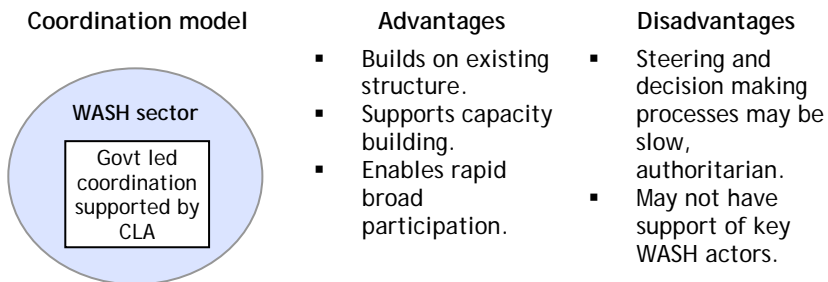 Coordination model
WASH sector
Govt led
coordination
supported by
CLA
Advantages
▪ Builds on existing
structure.
▪ Supports capacity
building.
▪ Enables rapid
broad
participation.
Disadvantages
▪ Steering and
decision making
processes may be
slow,
authoritarian.
▪ May not have
support of key
WASH actors.